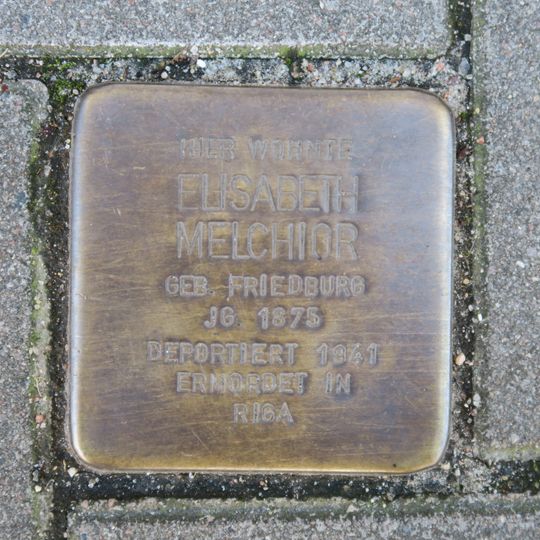 HIER WOHNTE
ELISABETH
MELCHIOR
GEB. FRIEDBURG
JG. 1875
DEPORTIERT 1941
ERMORDET IN
RIGA